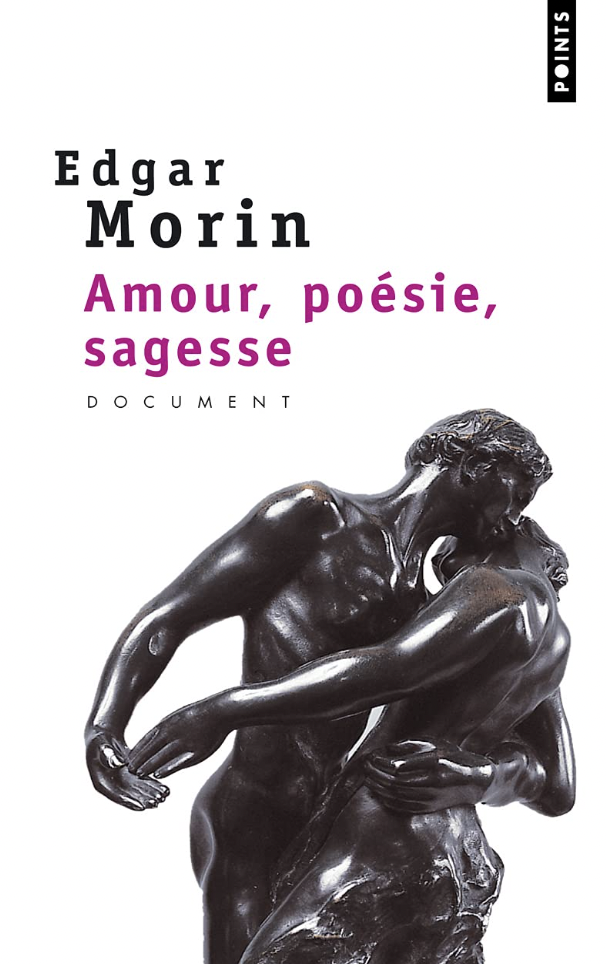 POINTS
Edgar
Morin
Amour, poésie,
sagesse
DOCUMENT